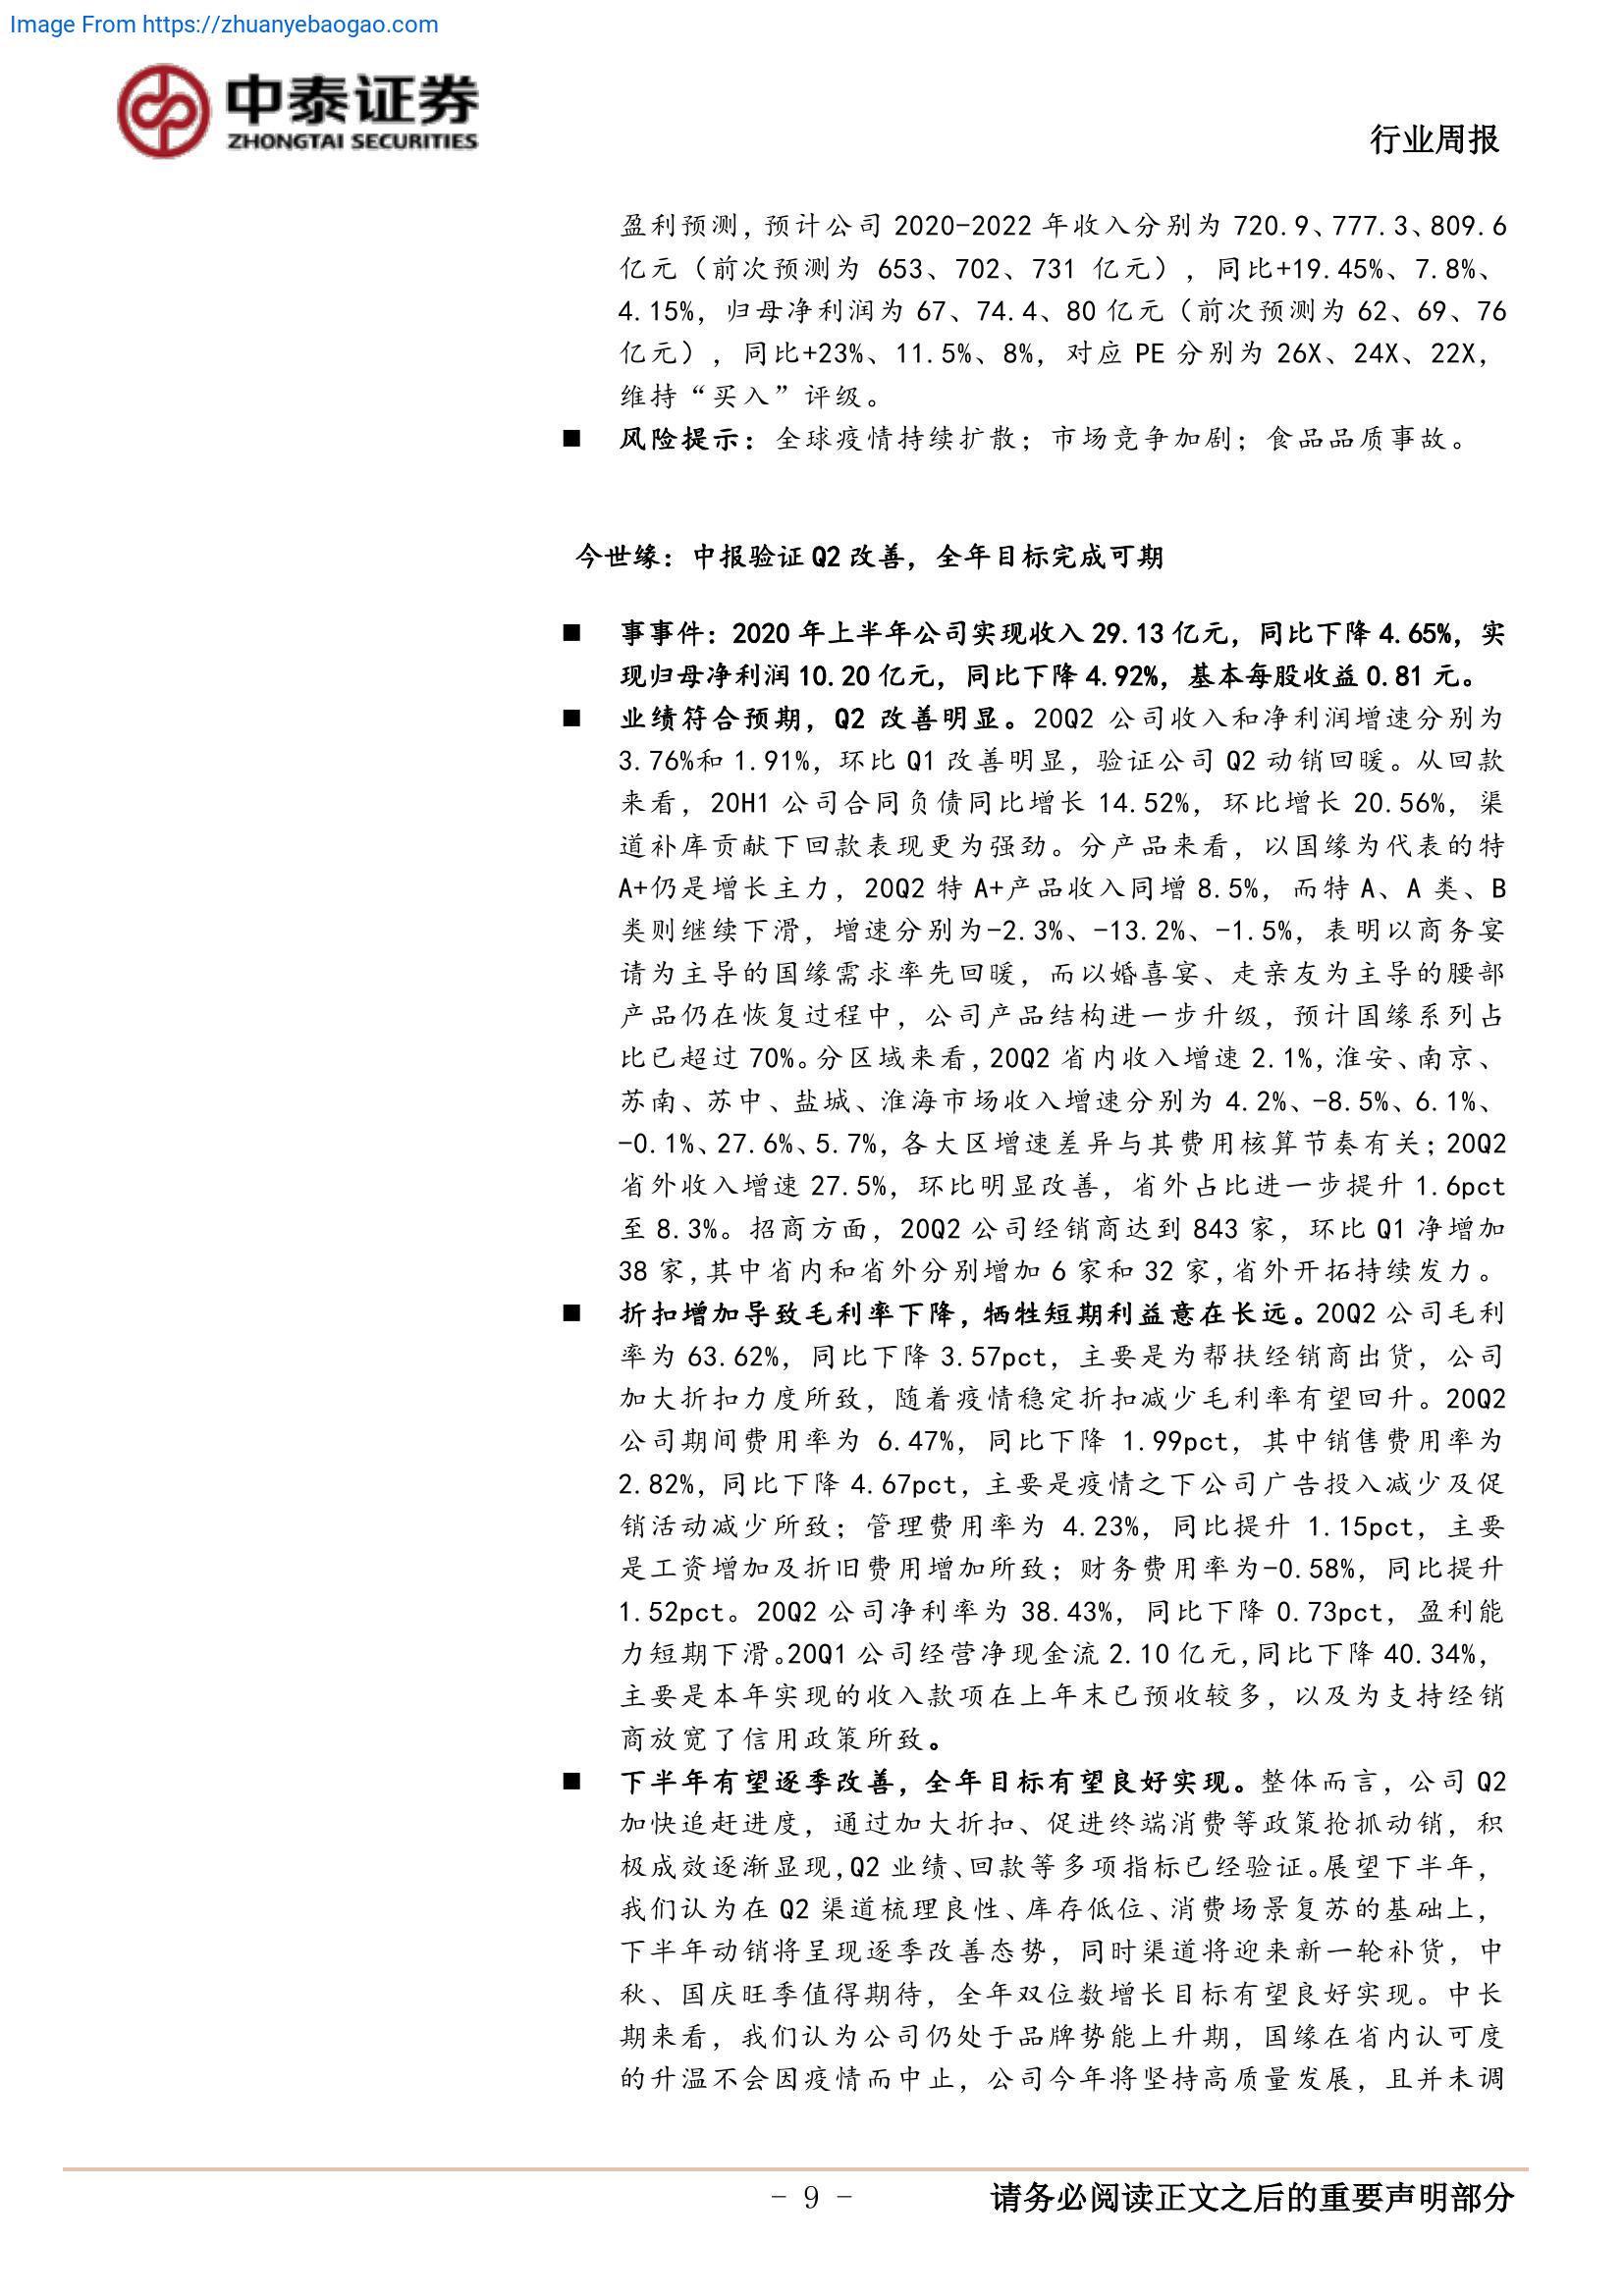 Image From https://zhuanyebaogao.com
中泰证券
ZHONGTAI SECURITIES
行业周报
盈利预测,预计公司 2020-2022 年收入分别为 720.9、777.3、809.6
亿元（前次预测为 653、702、731 亿元），同比+19.45%、7.8%、
4.15%，归母净利润为 67、74.4、80 亿元（前次预测为 62、69、76
亿元），同比+23%、11.5%、8%，对应 PE 分别为 26X、24X、22X，
维持“买入”评级。
■ 风险提示：全球疫情持续扩散；市场竞争加剧；食品品质事故。
今世缘：中报验证 Q2 改善，全年目标完成可期
■ 事事件：2020 年上半年公司实现收入 29.13 亿元，同比下降 4.65%，实
现归母净利润 10.20 亿元，同比下降 4.92%，基本每股收益 0.81 元。
■ 业绩符合预期，Q2 改善明显。20Q2 公司收入和净利润增速分别为
3.76%和 1.91%，环比 Q1 改善明显，验证公司 Q2 动销回暖。从回款
来看，20H1 公司合同负债同比增长 14.52%，环比增长 20.56%，渠
道补库贡献下回款表现更为强劲。分产品来看，以国缘为代表的特
A+仍是增长主力，20Q2 特 A+产品收入同增 8.5%，而特 A、A 类、B
类则继续下滑，增速分别为-2.3%、-13.2%、-1.5%，表明以商务宴
请为主导的国缘需求率先回暖，而以婚喜宴、走亲友为主导的腰部
产品仍在恢复过程中，公司产品结构进一步升级，预计国缘系列占
比已超过 70%。分区域来看,20Q2 省内收入增速 2.1%,淮安、南京、
苏南、苏中、盐城、淮海市场收入增速分别为 4.2%、-8.5%、6.1%、
-0.1%、27.6%、5.7%,各大区增速差异与其费用核算节奏有关；20Q2
省外收入增速 27.5%，环比明显改善，省外占比进一步提升 1.6pct
至 8.3%。招商方面，20Q2 公司经销商达到 843 家，环比 Q1 净增加
38 家,其中省内和省外分别增加 6 家和 32 家,省外开拓持续发力。
■ 折扣增加导致毛利率下降,牺牲短期利益意在长远。20Q2 公司毛利
率为 63.62%，同比下降 3.57pct，主要是为帮扶经销商出货，公司
加大折扣力度所致，随着疫情稳定折扣减少毛利率有望回升。20Q2
公司期间费用率为 6.47%，同比下降 1.99pct，其中销售费用率为
2.82%，同比下降 4.67pct，主要是疫情之下公司广告投入减少及促
销活动减少所致；管理费用率为 4.23%，同比提升 1.15pct，主要
是工资增加及折旧费用增加所致；财务费用率为-0.58%，同比提升
1.52pct。20Q2 公司净利率为 38.43%，同比下降 0.73pct，盈利能
力短期下滑。20Q1 公司经营净现金流 2.10 亿元,同比下降 40.34%，
主要是本年实现的收入款项在上年末已预收较多，以及为支持经销
商放宽了信用政策所致。
■ 下半年有望逐季改善，全年目标有望良好实现。整体而言，公司 Q2
加快追赶进度，通过加大折扣、促进终端消费等政策抢抓动销，积
极成效逐渐显现,Q2 业绩、回款等多项指标已经验证。展望下半年，
我们认为在 Q2 渠道梳理良性、库存低位、消费场景复苏的基础上，
下半年动销将呈现逐季改善态势，同时渠道将迎来新一轮补货，中
秋、国庆旺季值得期待，全年双位数增长目标有望良好实现。中长
期来看，我们认为公司仍处于品牌势能上升期，国缘在省内认可度
的升温不会因疫情而中止，公司今年将坚持高质量发展，且并未调
- 9 -
请务必阅读正文之后的重要声明部分